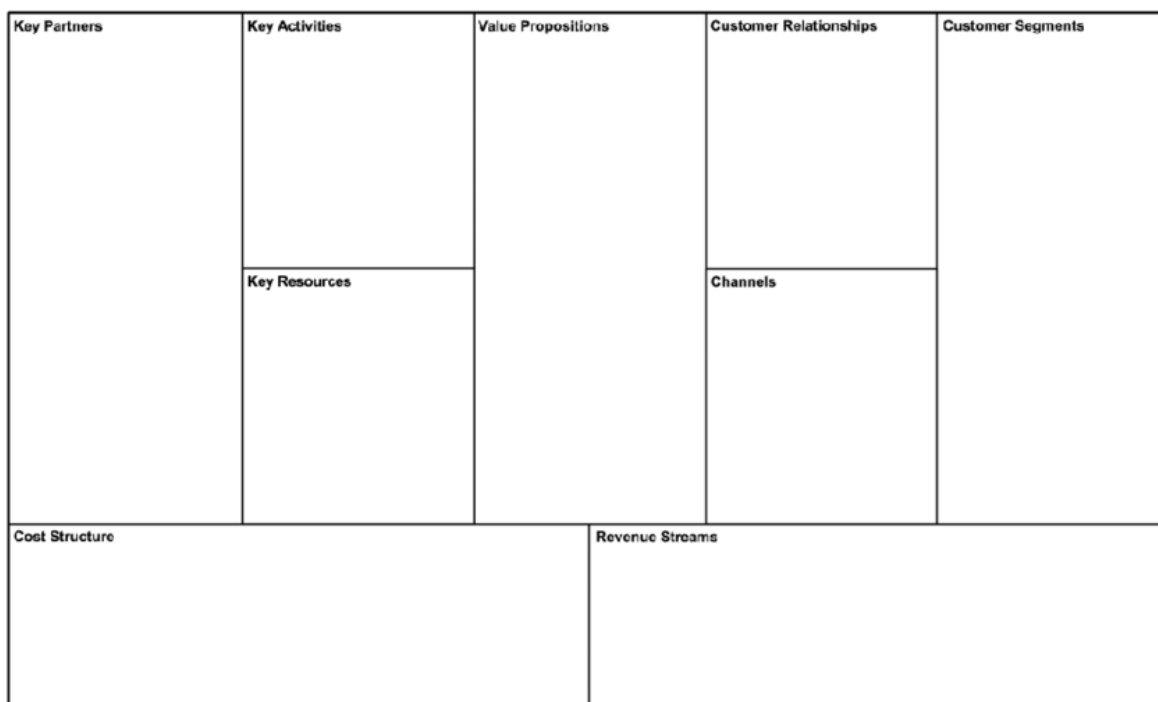 Key Partners
Key Activities
Value Propositions
Customer Relationships
Customer Segments
Key Resources
Channels
Cost Structure
Revenue Streams